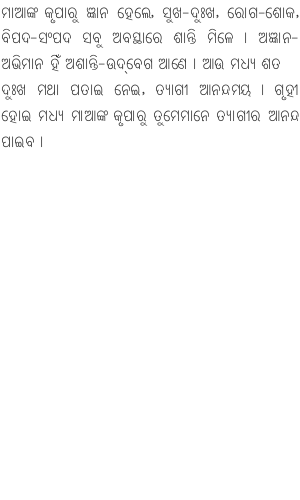 ମାଆଙ୍କ କୃପାରୁ ଜ୍ଞାନ ହେଲେ, ସୁଖ-ଦୁଃଖ, ରୋଗ-ଶୋକ,
ବିପଦ-ସଂପଦ ସବୁ ଅବସ୍ଥାରେ ଶାନ୍ତି ମିଳେ । ଅଜ୍ଞାନ-
ଅଭିମାନ ହିଁ ଅଶାନ୍ତି-ଉଦ୍‌ବେଗ ଆଣେ । ଆଉ ମଧ୍ୟ ଶତ
ଦୁଃଖ ମଥା ପତାଇ ନେଇ, ତ୍ୟାଗୀ ଆନନ୍ଦମୟ । ଗୃହୀ
ହୋଇ ମଧ୍ୟ ମାଆଙ୍କ କୃପାରୁ ତୁମେମାନେ ତ୍ୟାଗୀର ଆନନ୍ଦ
ପାଇବ ।